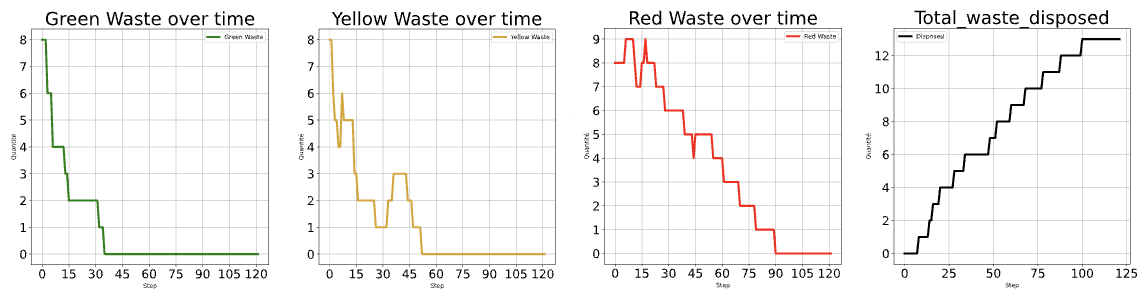 Green Waste over time
Green Waste
Quantité
8
7
6
5
4
3
2
1
0
0 15 30 45 60 75 90 105 120
Step
Yellow Waste over time
Yellow Waste
Quantité
8
7
6
5
4
3
2
1
0
0 15 30 45 60 75 90 105 120
Step
Red Waste over time
Red Waste
Quantité
9
8
7
6
5
4
3
2
1
0
0 15 30 45 60 75 90 105 120
Step
Total_waste_disposed
Disposed
Quantité
12
10
8
6
4
2
0
0 25 50 75 100 125
Step